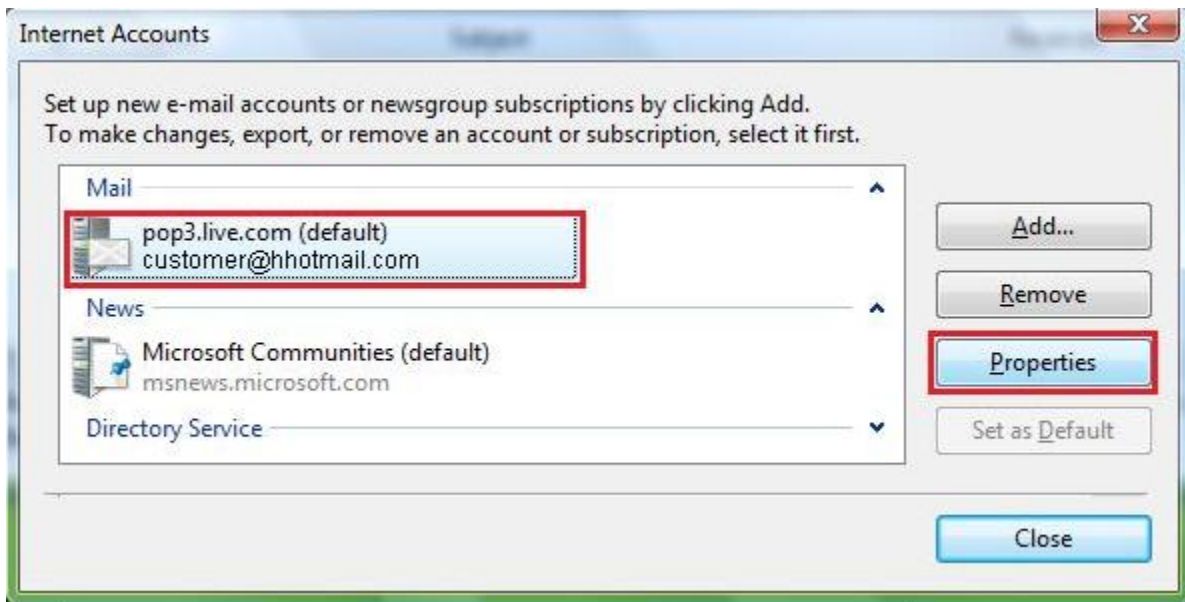 Internet Accounts
Set up new e-mail accounts or newsgroup subscriptions by clicking Add.
To make changes, export, or remove an account or subscription, select it first.
Mail
pop3.live.com (default)
customer@hhotmail.com
News
Microsoft Communities (default)
msnews.microsoft.com
Directory Service
Add...
Remove
Properties
Set as Default
Close